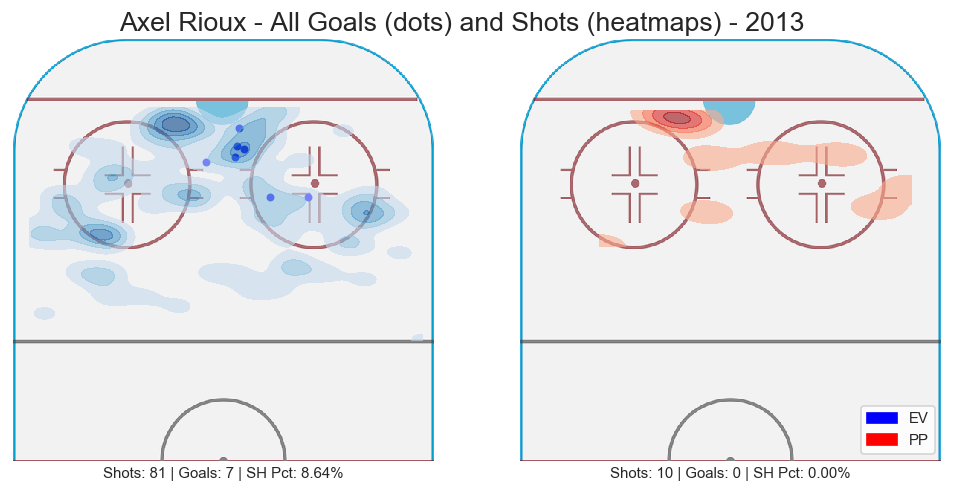 Axel Rioux - All Goals (dots) and Shots (heatmaps) - 2013
EV
PP
Shots: 81 | Goals: 7 | SH Pct: 8.64%
Shots: 10 | Goals: 0 | SH Pct: 0.00%